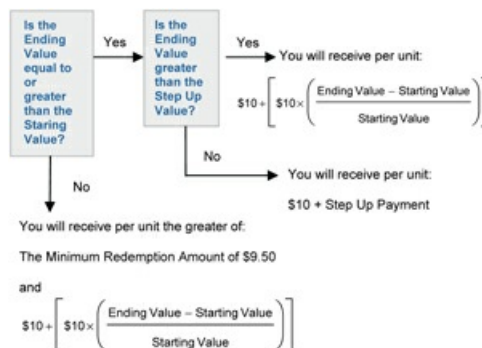 Is the
Ending
Value
equal to
or
greater
than the
Staring
Value?
Yes
Is the
Ending
Value
greater
than the
Step Up
Value?
Yes
You will receive per unit:
$10 + [ $10 × ( Ending Value – Starting Value
Starting Value ) ]
No
You will receive per unit:
$10 + Step Up Payment
No
You will receive per unit the greater of:
The Minimum Redemption Amount of $9.50
and
$10 + [ $10 × ( Ending Value – Starting Value
Starting Value ) ]